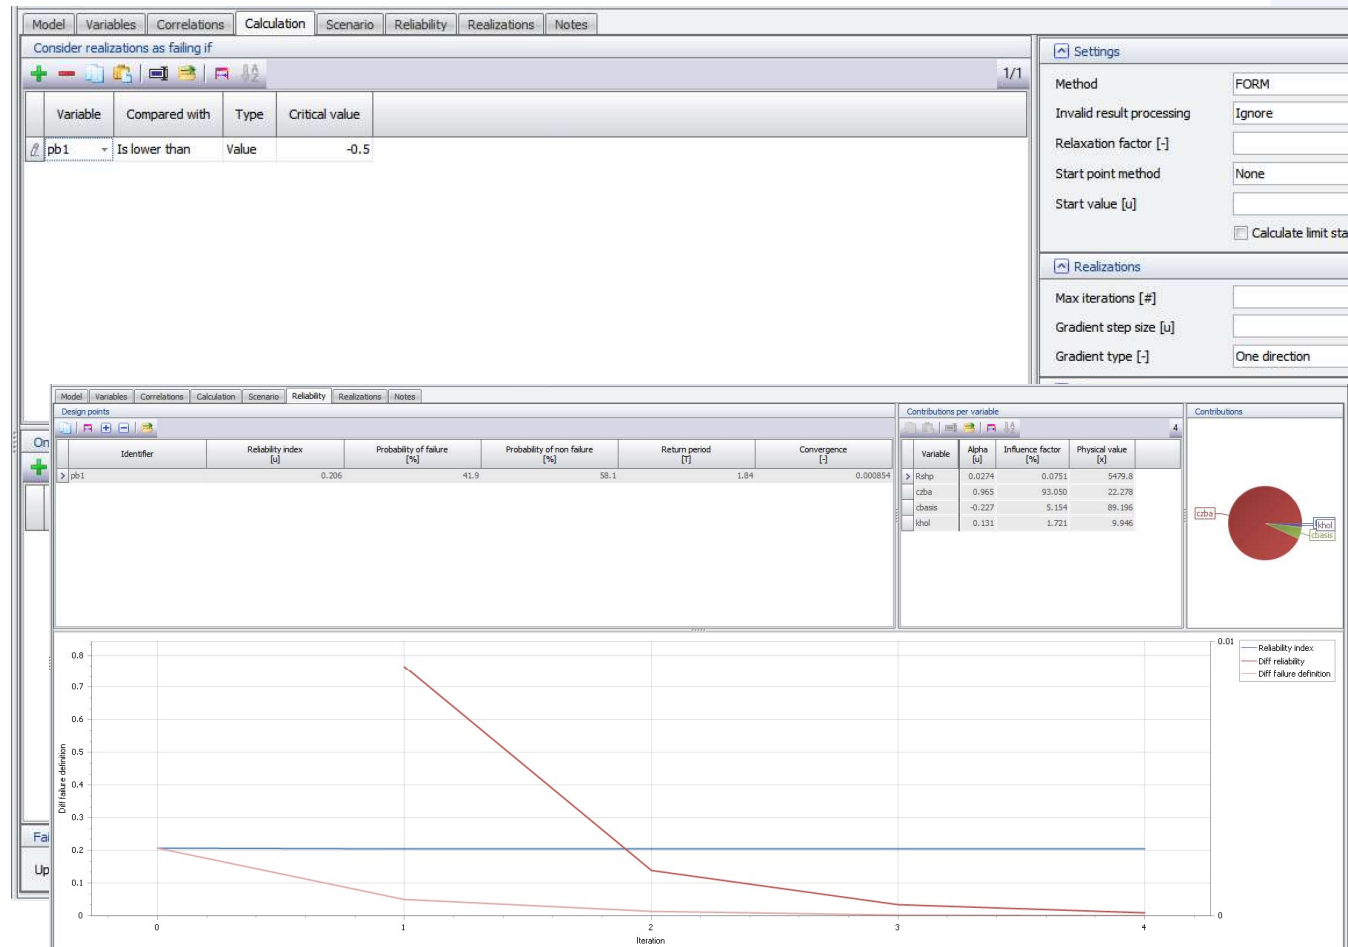 Model Variables Correlations Calculation Scenario Reliability Realizations Notes
Consider realizations as failing if
1/1
Variable Compared with Type Critical value
pb1 Is lower than Value -0.5
Settings
Method FORM
Invalid result processing Ignore
Relaxation factor [-]
Start point method None
Start value [u]
Calculate limit sta
Realizations
Max iterations [#]
Gradient step size [u]
Gradient type [-] One direction
On
Fai
Up
Model Variables Correlations Calculation Scenario Reliability Realizations Notes
Design points
Identifier Reliability index [u] Probability of failure [%] Probability of non failure [%] Return period [T] Convergence [-]
pb1 0.206 41.9 58.1 1.84 0.000854
Contributions per variable
4
Variable Alpha [u] Influence factor [%] Physical value [x]
Rshp 0.0274 0.0751 5479.8
czba 0.965 93.050 22.278
cbasis -0.227 5.154 89.196
khol 0.131 1.721 9.946
Contributions
czba
khol
cbasis
0.8
0.7
0.6
0.5
0.4
0.3
0.2
0.1
0
Diff failure definition
0 1 2 3 4
Iteration
0.01
0
Reliability index
Diff reliability
Diff failure definition